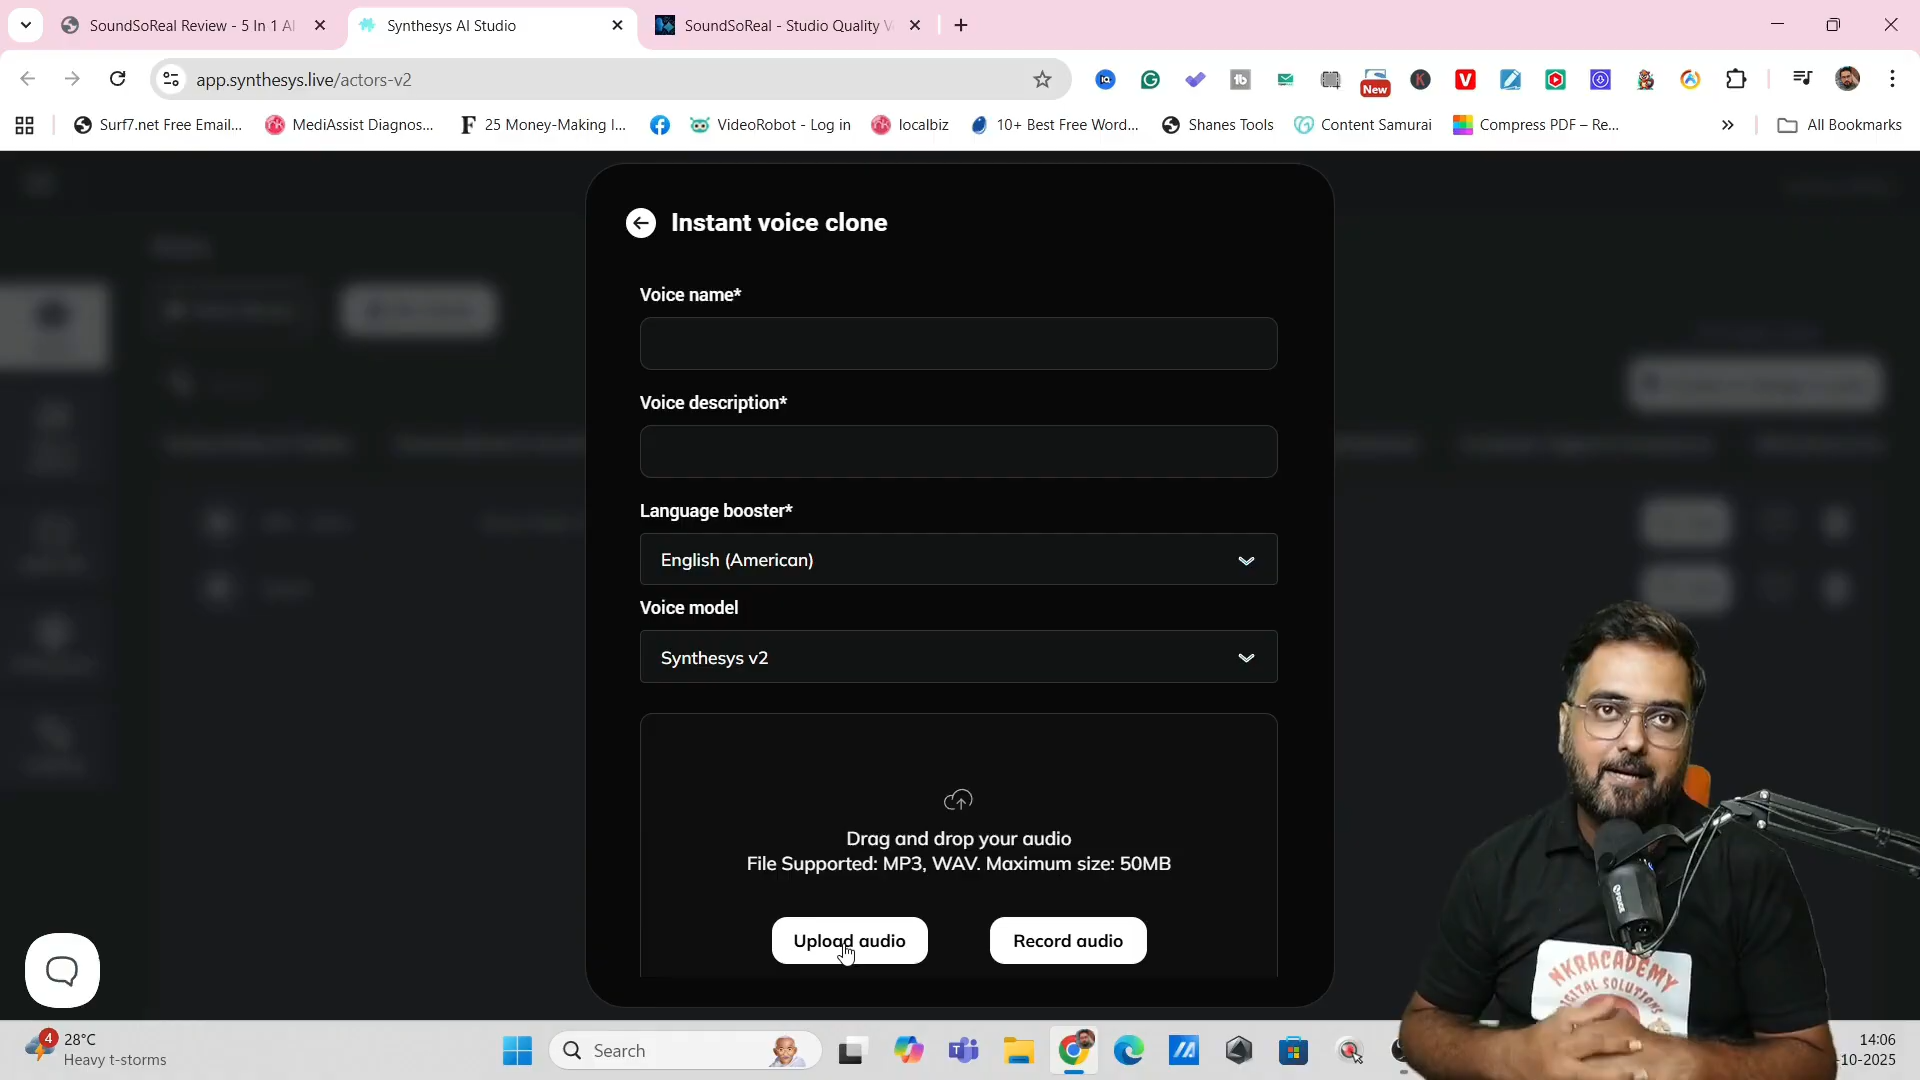 SoundSoReal Review - 5 In 1 AI
Synthesys AI Studio
SoundSoReal - Studio Quality V
app.synthesys.live/actors-v2
New
Surf7.net Free Email...
MediAssist Diagnos...
25 Money-Making I...
VideoRobot - Log in
localbiz
10+ Best Free Word...
Shanes Tools
Content Samurai
Compress PDF – Re...
All Bookmarks
Instant voice clone
Voice name*
Voice description*
Language booster*
English (American)
Voice model
Synthesys v2
Drag and drop your audio
File Supported: MP3, WAV. Maximum size: 50MB
Upload audio
Record audio
NKRACADEMY
DIGITAL SOLUTIONS
4
28°C
Heavy t-storms
Search
14:06
-10-2025